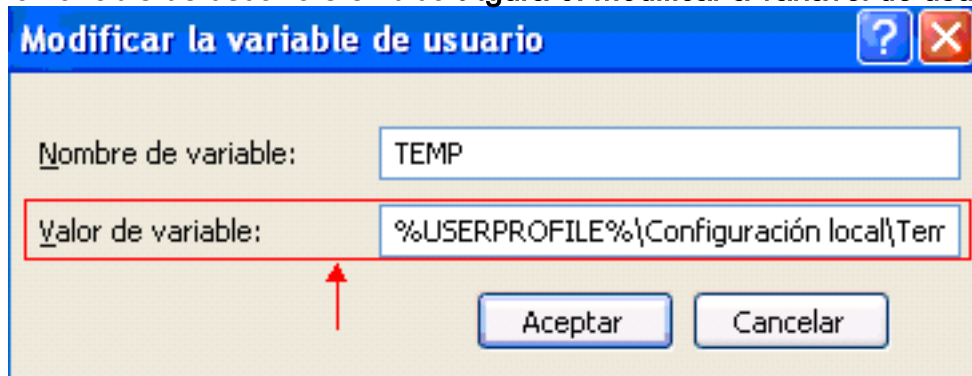 Modificar la variable de usuario
Nombre de variable: TEMP
Valor de variable: %USERPROFILE%\Configuración local\Tem
Aceptar Cancelar